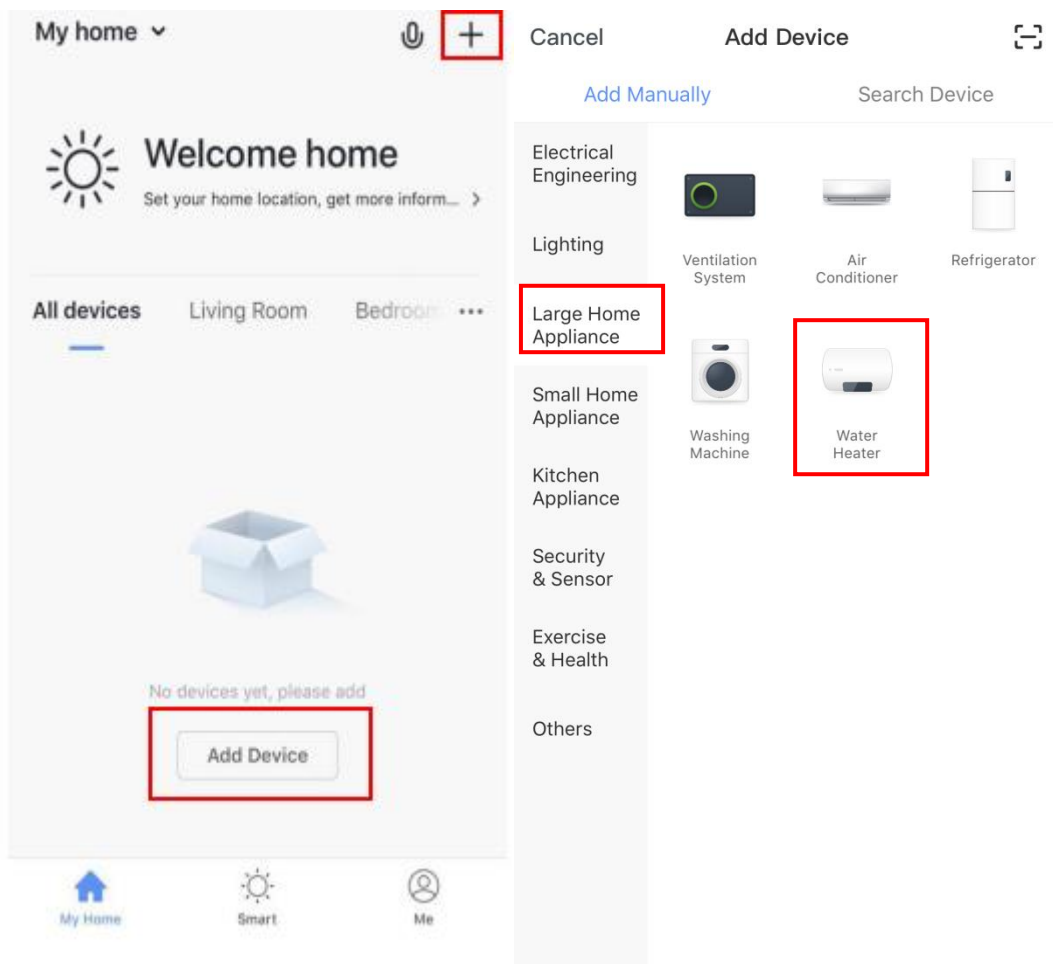 My home
Welcome home
Set your home location, get more inform...
All devices Living Room Bedroom
No devices yet, please add
Add Device
My Home Smart Me
Cancel Add Device
Add Manually Search Device
Electrical
Engineering
Lighting
Large Home
Appliance
Small Home
Appliance
Kitchen
Appliance
Security
& Sensor
Exercise
& Health
Others
Ventilation
System
Air
Conditioner
Refrigerator
Washing
Machine
Water
Heater